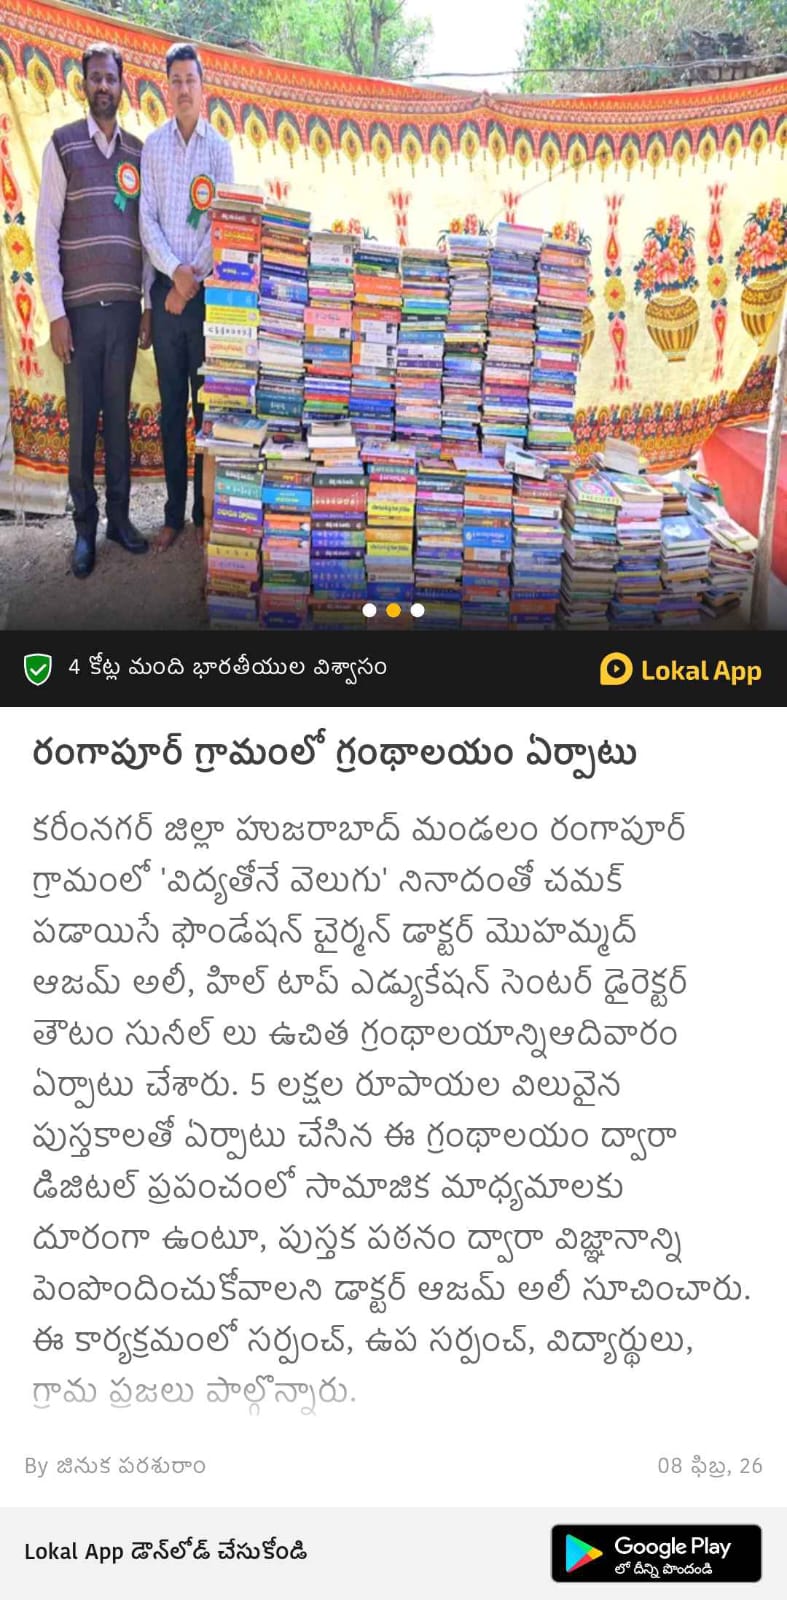 4 కోట్ల మంది భారతీయుల విశ్వాసం
Lokal App
రంగాపూర్ గ్రామంలో గ్రంథాలయం ఏర్పాటు
కరీంనగర్ జిల్లా హుజరాబాద్ మండలం రంగాపూర్
గ్రామంలో 'విద్యతోనే వెలుగు' నినాదంతో చమక్
పడాయిసే ఫౌండేషన్ చైర్మన్ డాక్టర్ మొహమ్మద్
ఆజమ్ అలీ, హిల్ టాప్ ఎడ్యుకేషన్ సెంటర్ డైరెక్టర్
తౌటం సునీల్ లు ఉచిత గ్రంథాలయాన్నిఆదివారం
ఏర్పాటు చేశారు. 5 లక్షల రూపాయల విలువైన
పుస్తకాలతో ఏర్పాటు చేసిన ఈ గ్రంథాలయం ద్వారా
డిజిటల్ ప్రపంచంలో సామాజిక మాధ్యమాలకు
దూరంగా ఉంటూ, పుస్తక పఠనం ద్వారా విజ్ఞానాన్ని
పెంపొందించుకోవాలని డాక్టర్ ఆజమ్ అలీ సూచించారు.
ఈ కార్యక్రమంలో సర్పంచ్, ఉప సర్పంచ్, విద్యార్థులు,
గ్రామ ప్రజలు పాల్గొన్నారు.
By జినుక పరశురాం
08 ఫిబ్ర, 26
Lokal App డౌన్‌లోడ్ చేసుకోండి
Google Play
లో దీన్ని పొందండి